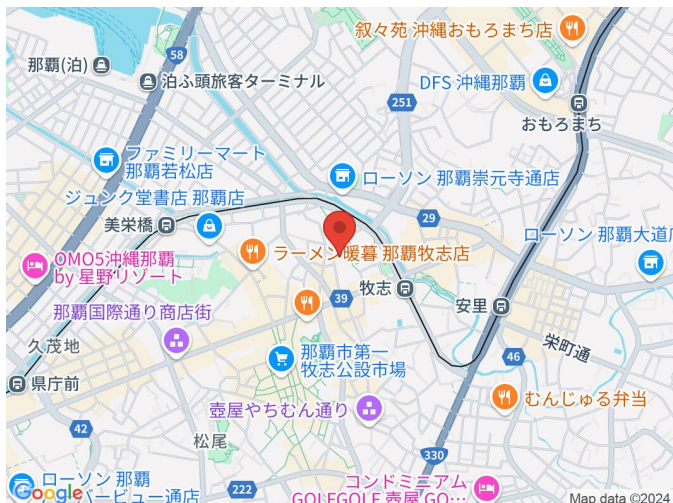 叙々苑 沖縄おもろまち店
58
那覇(泊)
泊ふ頭旅客ターミナル
DFS 沖縄那覇
251
おもろまち
ファミリーマート
那覇若松店
ローソン 那覇崇元寺通店
ジュンク堂書店 那覇店
29
美栄橋
ローソン 那覇大道店
OMO5沖縄那覇
by 星野リゾート
ラーメン暖暮 那覇牧志店
牧志
39
安里
那覇国際通り商店街
久茂地
栄町通
那覇市第一
牧志公設市場
46
県庁前
むんじゅる弁当
壺屋やちむん通り
42
松尾
330
ローソン 那覇
222
コンドミニアム
GOLFGOLF 壺屋 GO…
Google
Map data ©2024